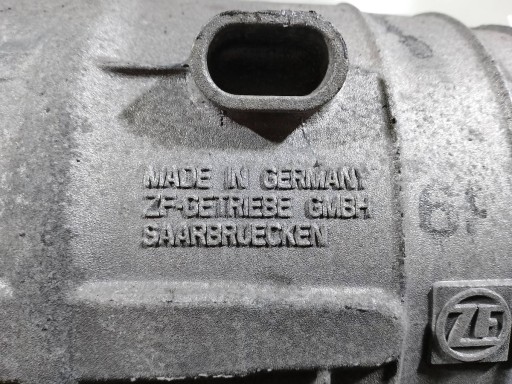 MADE IN GERMANY
ZF-GETRIEBE GMBH
SAARBRUECKEN
ZF